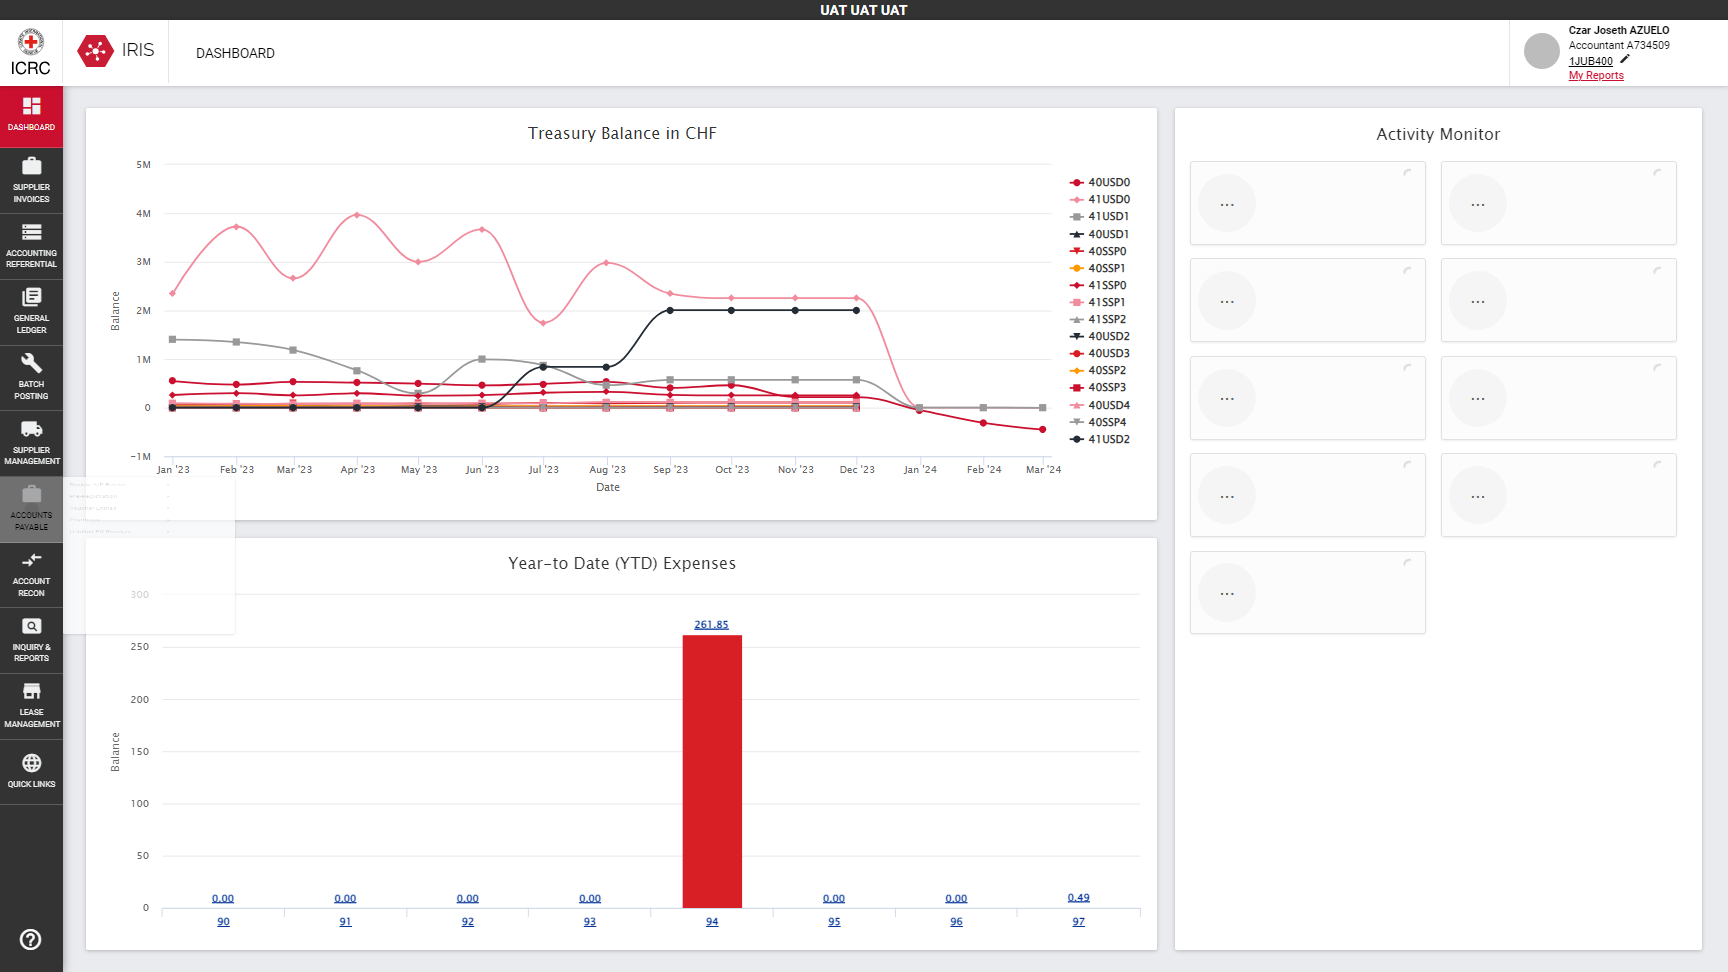 UAT UAT UAT
ICRC
IRIS
DASHBOARD
Czar Joseth AZUELO
Accountant A734509
1JUB400
My Reports
DASHBOARD
SUPPLIER
INVOICES
ACCOUNTING
REFERENTIAL
GENERAL
LEDGER
BATCH
POSTING
SUPPLIER
MANAGEMENT
ACCOUNTS
PAYABLE
ACCOUNT
RECON
INQUIRY &
REPORTS
LEASE
MANAGEMENT
QUICK LINKS
Treasury Balance in CHF
Balance
5M
4M
3M
2M
1M
0
-1M
Jan '23
Feb '23
Mar '23
Apr '23
May '23
Jun '23
Jul '23
Aug '23
Sep '23
Oct '23
Nov '23
Dec '23
Jan '24
Feb '24
Mar '24
Date
40USD0
41USD0
41USD1
40USD1
40SSP0
40SSP1
41SSP0
41SSP1
41SSP2
40USD2
40USD3
40SSP2
40SSP3
40USD4
40SSP4
41USD2
Year-to Date (YTD) Expenses
Balance
300
250
200
150
100
50
0
0.00
0.00
0.00
0.00
261.85
0.00
0.00
0.49
90
91
92
93
94
95
96
97
Activity Monitor
...
...
...
...
...
...
...
...
...